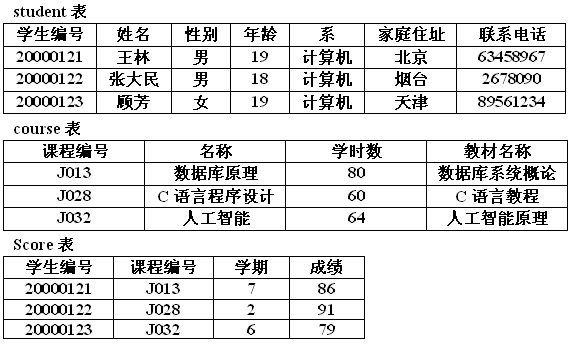 student 表
学生编号 姓名 性别 年龄 系 家庭住址 联系电话
20000121 王林 男 19 计算机 北京 63458967
20000122 张大民 男 18 计算机 烟台 2678090
20000123 顾芳 女 19 计算机 天津 89561234
course 表
课程编号 名称 学时数 教材名称
J013 数据库原理 80 数据库系统概论
J028 C 语言程序设计 60 C 语言教程
J032 人工智能 64 人工智能原理
Score 表
学生编号 课程编号 学期 成绩
20000121 J013 7 86
20000122 J028 2 91
20000123 J032 6 79